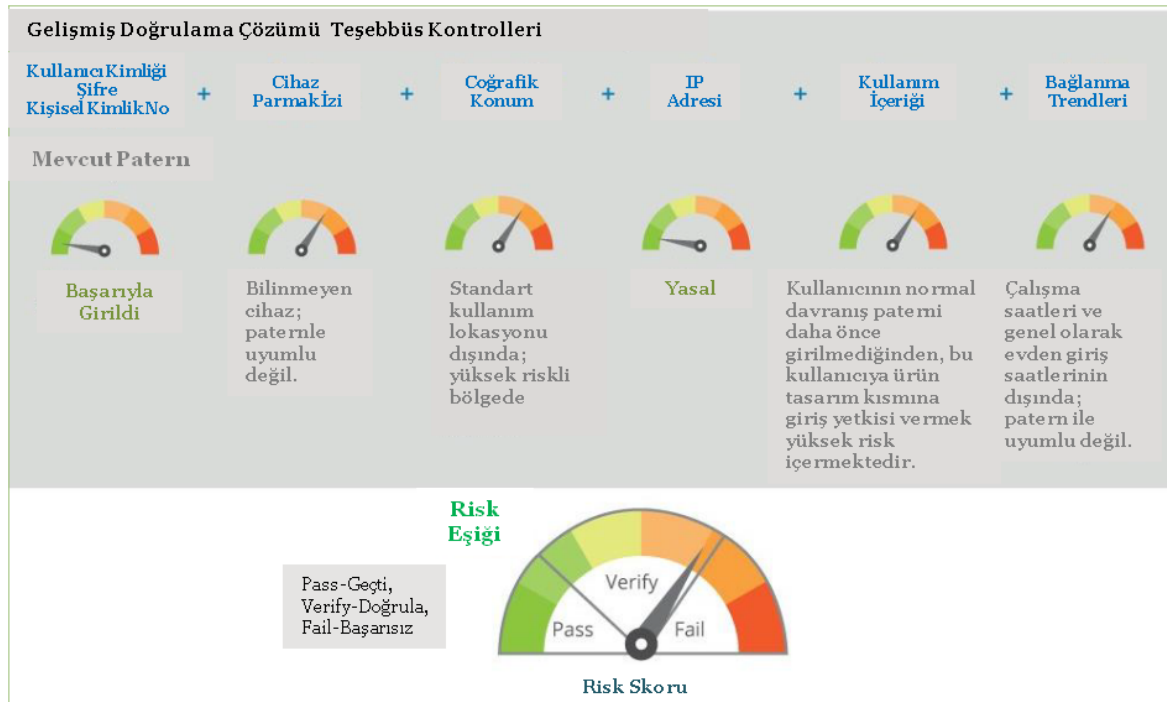 Gelişmiş Doğrulama Çözümü Teşebbüs Kontrolleri
Kullanıcı Kimliği
Şifre
Kişisel Kimlik No
+
Cihaz
Parmak İzi
+
Coğrafik
Konum
+
IP
Adresi
+
Kullanım
İçeriği
+
Bağlanma
Trendleri
Mevcut Patern
Başarıyla
Girildi
Bilinmeyen
cihaz;
paternle
uyumlu
değil.
Standart
kullanım
lokasyonu
dışında;
yüksek riskli
bölgede
Yasal
Kullanıcının normal
davranış paterni
daha önce
girilmediğinden, bu
kullanıcıya ürün
tasarım kısmına
giriş yetkisi vermek
yüksek risk
içermektedir.
Çalışma
saatleri ve
genel olarak
evden giriş
saatlerinin
dışında;
patern ile
uyumlu değil.
Risk
Eşiği
Pass-Geçti,
Verify-Doğrula,
Fail-Başarısız
Verify
Pass
Fail
Risk Skoru